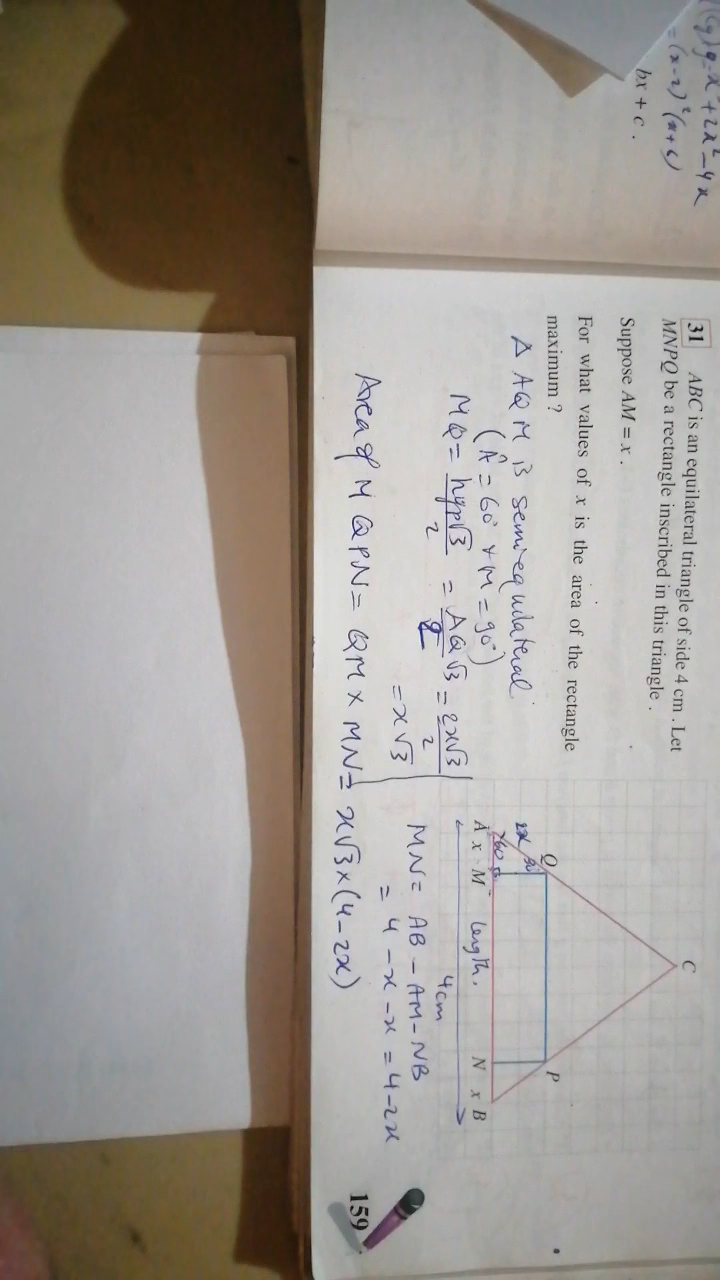 = (x-2)²(x+6)
bx + c .
31 ABC is an equilateral triangle of side 4 cm . Let
MNPQ be a rectangle inscribed in this triangle .
Suppose AM = x .
For what values of x is the area of the rectangle
maximum ?
C
Q
P
2x
60°
A x M length. N x B
4cm
Δ AQM is semi-equilateral
(Â = 60° + M = 90°)
MQ = hyp√3/2 = AQ√3/2 = 2x√3/2
= x√3
MN = AB - AM - NB
= 4 - x - x = 4-2x
Area of MQPN = QM × MN = x√3×(4-2x)
159